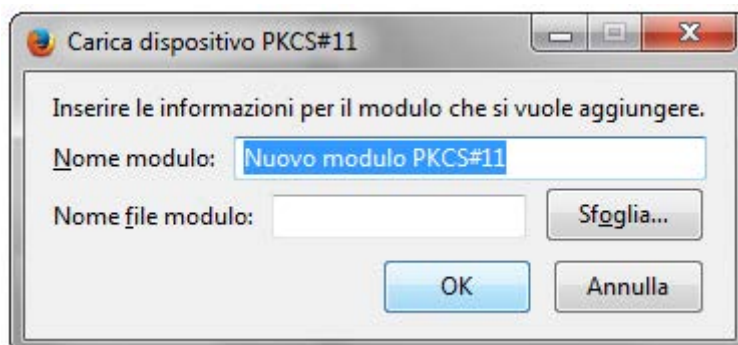 Carica dispositivo PKCS#11
Inserire le informazioni per il modulo che si vuole aggiungere.
Nome modulo: Nuovo modulo PKCS#11
Nome file modulo: Sfoglia...
OK Annulla